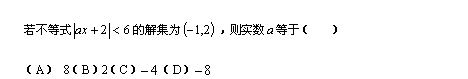 若不等式|ax+2|<6的解集为(−1,2)，则实数a等于（ ）
（A） 8(B)2(C)−4(D)−8